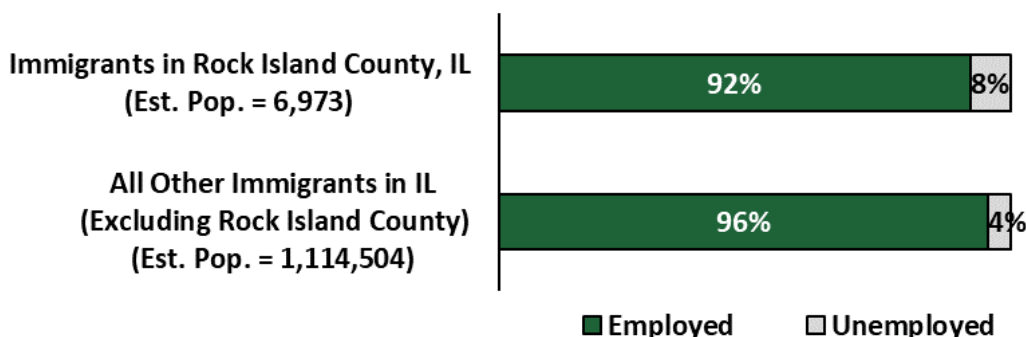 Immigrants in Rock Island County, IL
(Est. Pop. = 6,973)
92%
8%
All Other Immigrants in IL
(Excluding Rock Island County)
(Est. Pop. = 1,114,504)
96%
4%
Employed
Unemployed